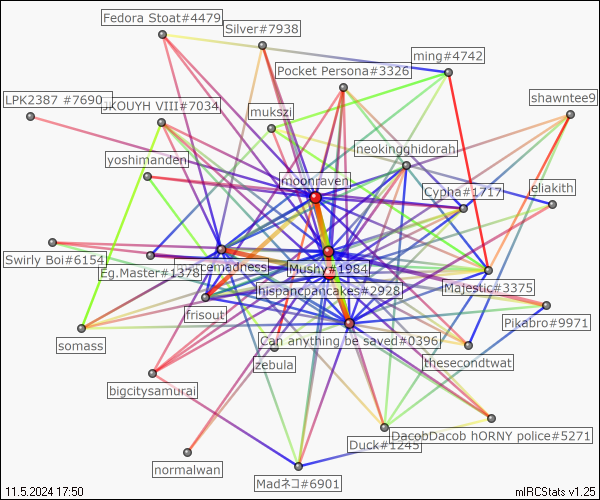 Fedora Stoat#4479
Silver#7938
ming#4742
Pocket Persona#3326
shawntee9
LPK2387 #7690
JKOUYH VIII#7034
mukszi
neokingghidorah
yoshimanden
moonraven
Cypha#1717
eliakith
Swirly Boi#6154
Eg.Master#1378
cemadness
Mushy#1984
hispancpancakes#2928
Majestic#3375
frisout
Pikabro#9971
somass
Can anything be saved#0396
zebula
thesecondtwat
bigcitysamurai
DacobDacob hORNY police#5271
Duck#1245
normalwan
Madネコ#6901
11.5.2024 17:50
mIRCStats v1.25